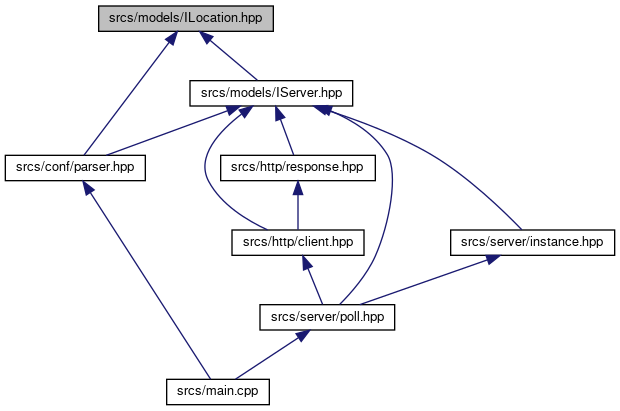 srcs/models/ILocation.hpp
srcs/models/IServer.hpp
srcs/conf/parser.hpp
srcs/http/response.hpp
srcs/http/client.hpp
srcs/server/instance.hpp
srcs/server/poll.hpp
srcs/main.cpp